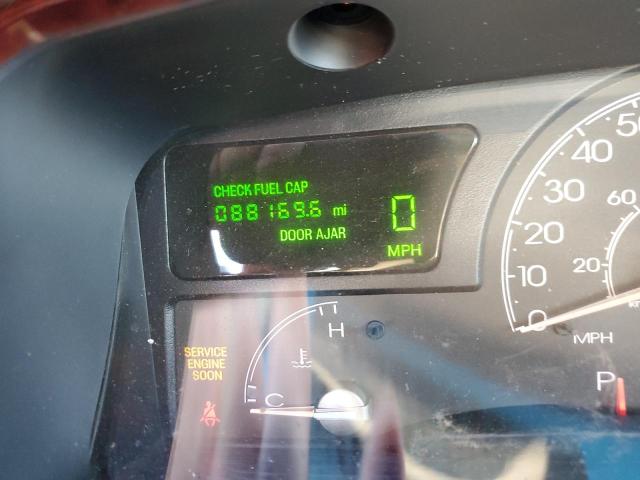 CHECK FUEL CAP
088169.6 mi
0
DOOR AJAR
MPH
50
40
30
20
10
0
60
20
MPH
H
C
SERVICE
ENGINE
SOON
P